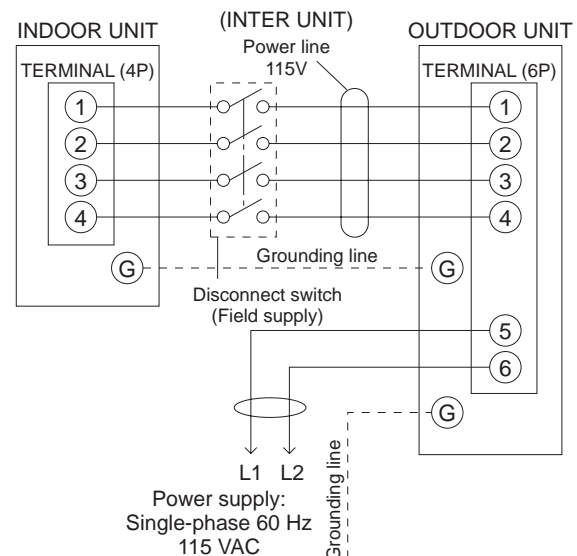 INDOOR UNIT
(INTER UNIT)
OUTDOOR UNIT
Power line
115V
TERMINAL (4P)
TERMINAL (6P)
1
1
2
2
3
3
4
4
G
Grounding line
G
Disconnect switch
(Field supply)
5
6
G
Grounding line
L1 L2
Power supply:
Single-phase 60 Hz
115 VAC